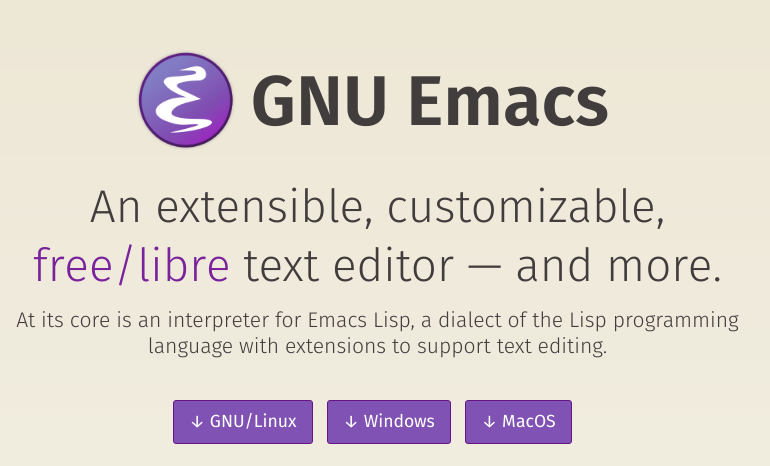 GNU Emacs
An extensible, customizable,
free/libre text editor — and more.
At its core is an interpreter for Emacs Lisp, a dialect of the Lisp programming
language with extensions to support text editing.
↓ GNU/Linux ↓ Windows ↓ MacOS